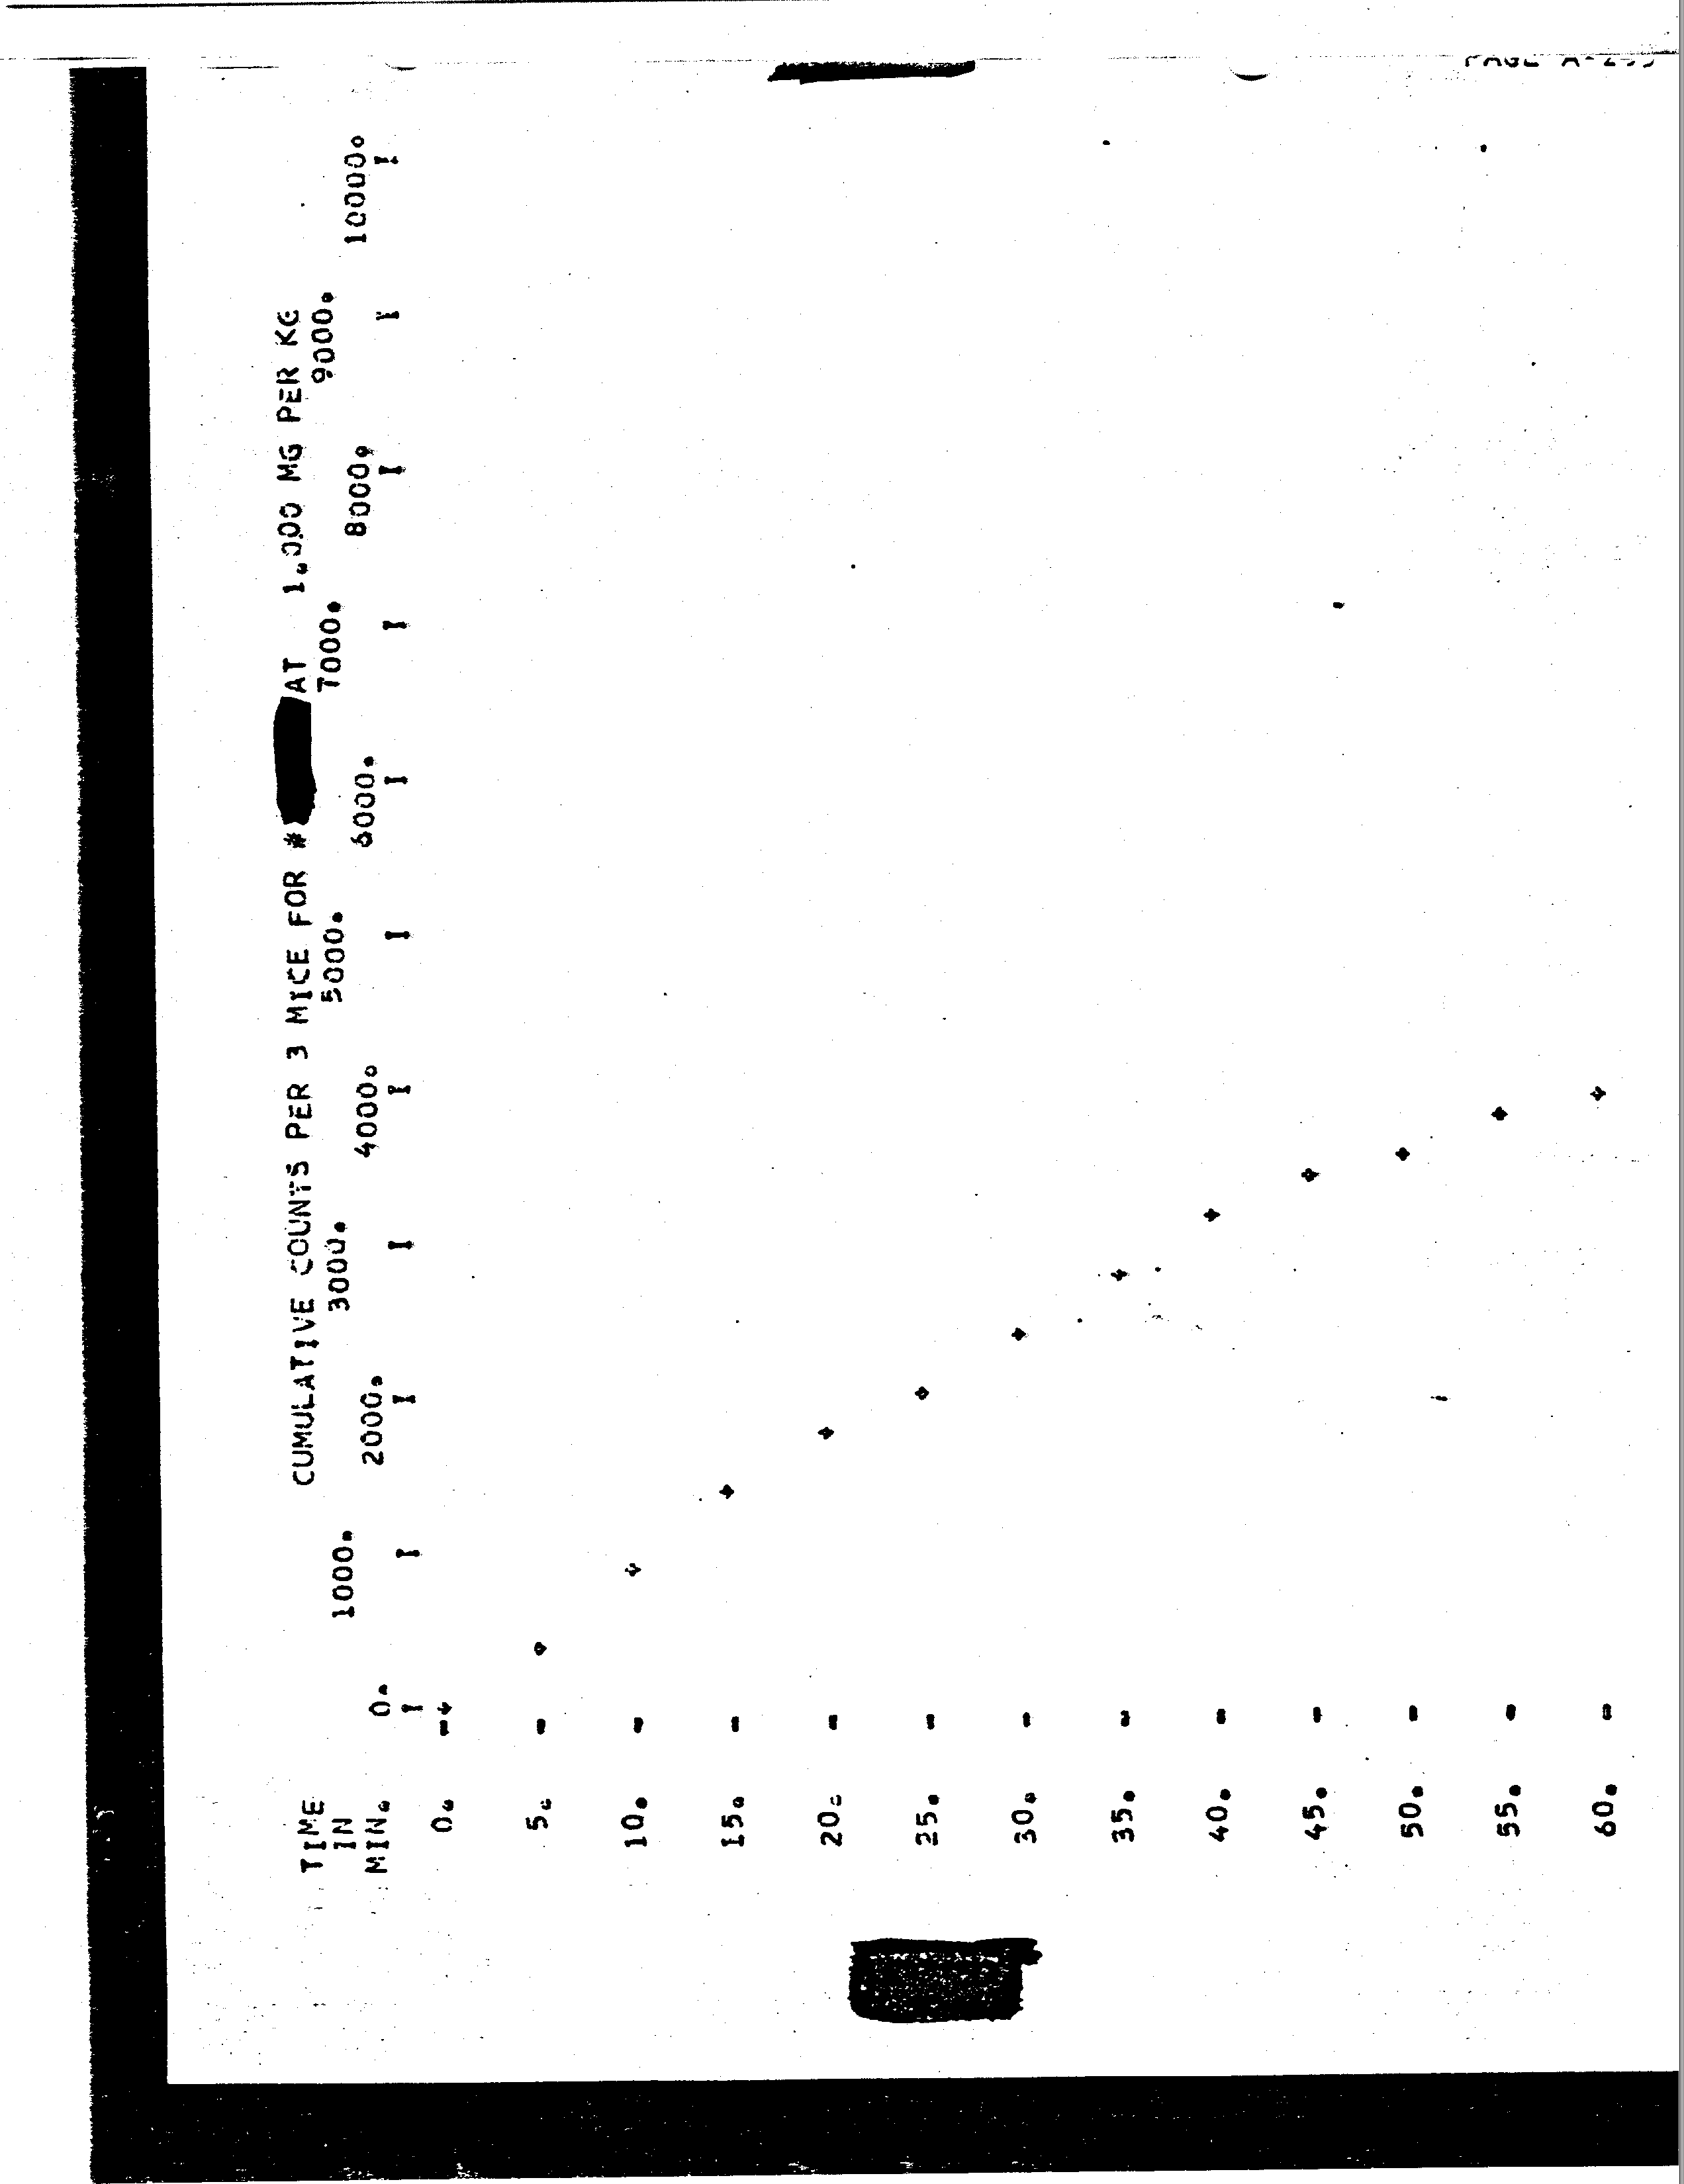 CUMULATIVE COUNTS PER 3 MICE FOR # AT 1.000 MG PER KG
TIME 1000. 3000. 5000. 7000. 9000.
IN
MIN. 0. 2000. 4000. 6000. 8000. 10000.
I I I I I I I I I I I
0. -+
5. - +
10. - +
15. - +
20. - +
25. - +
30. - +
35. - +
40. - +
45. - +
50. - +
55. - +
60. - +